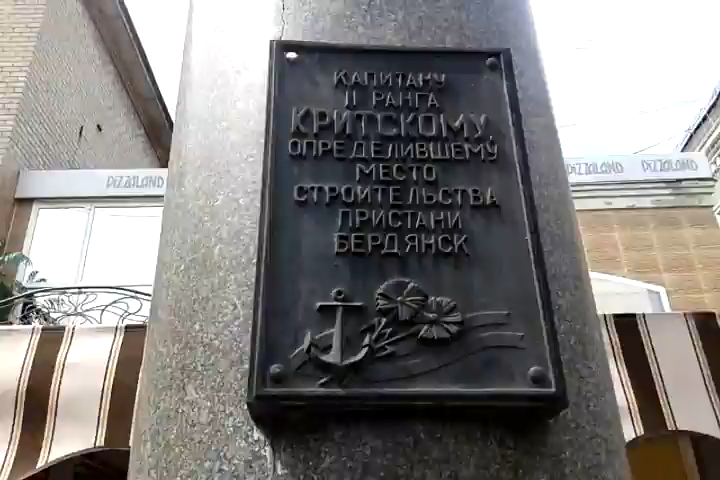 PIZZALAND
КАПИТАНУ
II РАНГА
КРИТСКОМУ,
ОПРЕДЕЛИВШЕМУ
МЕСТО
СТРОИТЕЛЬСТВА
ПРИСТАНИ
БЕРДЯНСК
PIZZALAND PIZZALAND